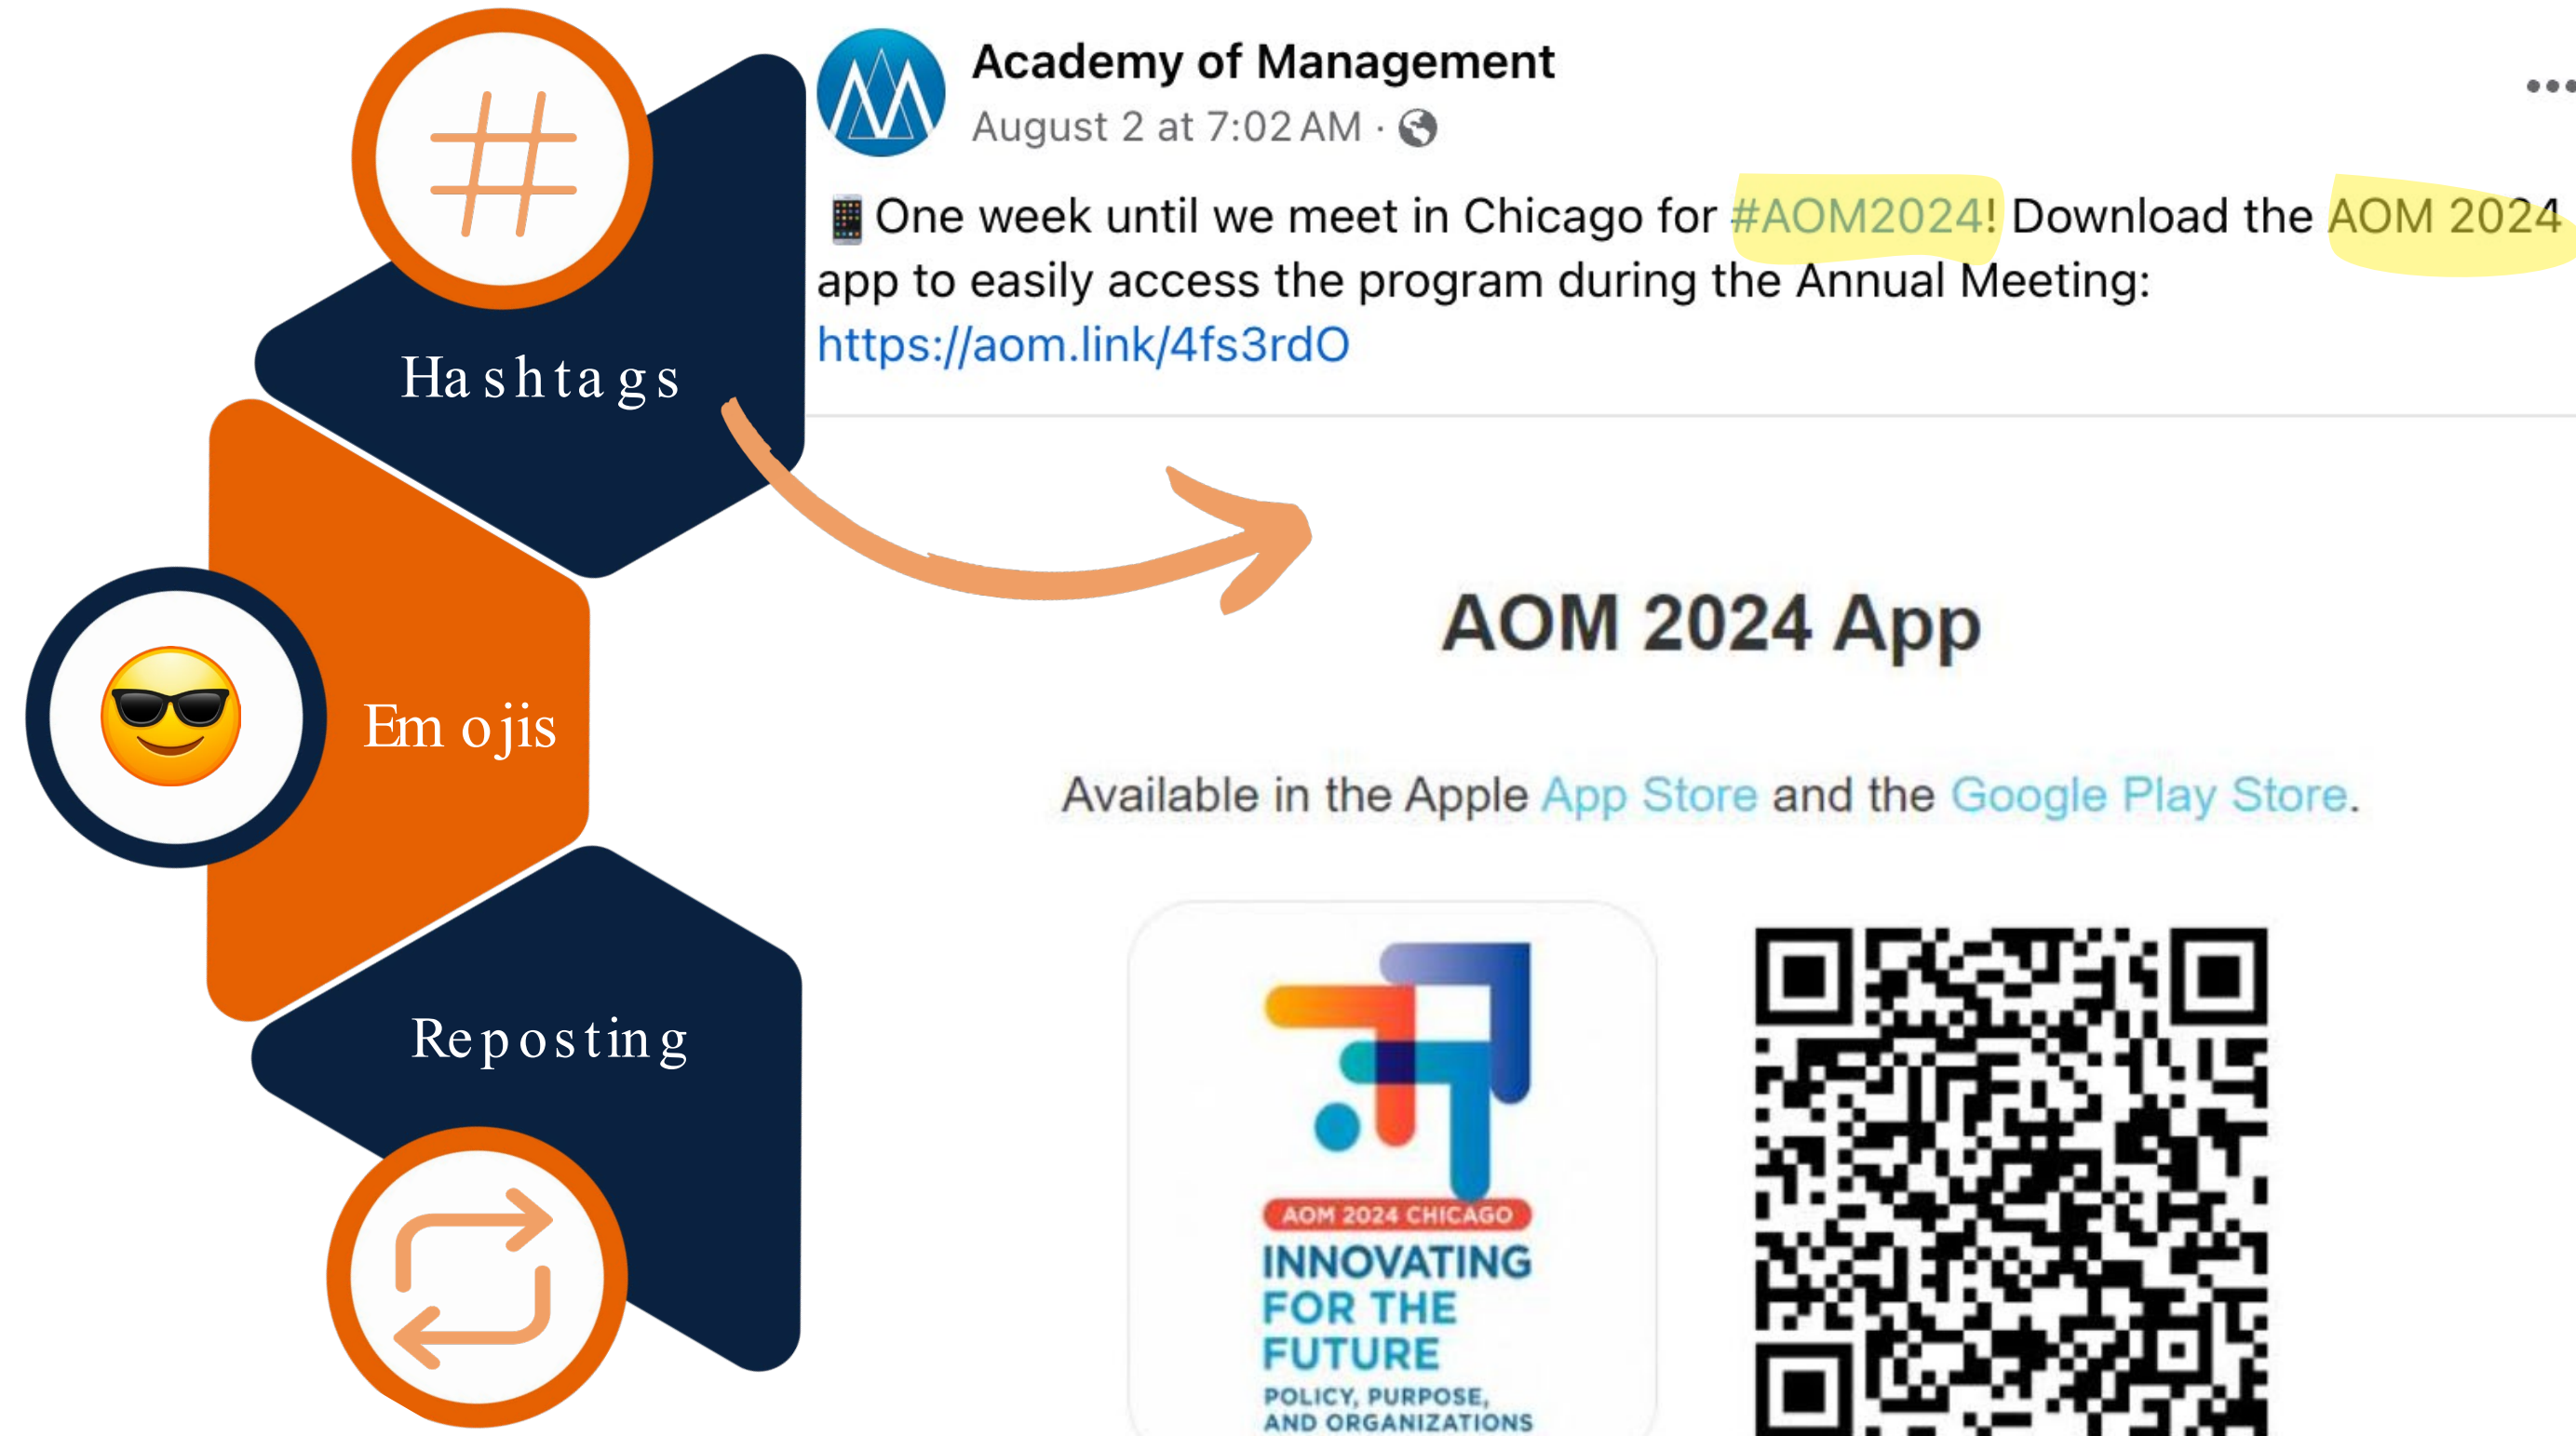 Hashtags
Emojis
Reposting
Academy of Management
August 2 at 7:02 AM ·
📱One week until we meet in Chicago for #AOM2024! Download the AOM 2024
app to easily access the program during the Annual Meeting:
https://aom.link/4fs3rdO
AOM 2024 App
Available in the Apple App Store and the Google Play Store.
AOM 2024 CHICAGO
INNOVATING
FOR THE
FUTURE
POLICY, PURPOSE,
AND ORGANIZATIONS